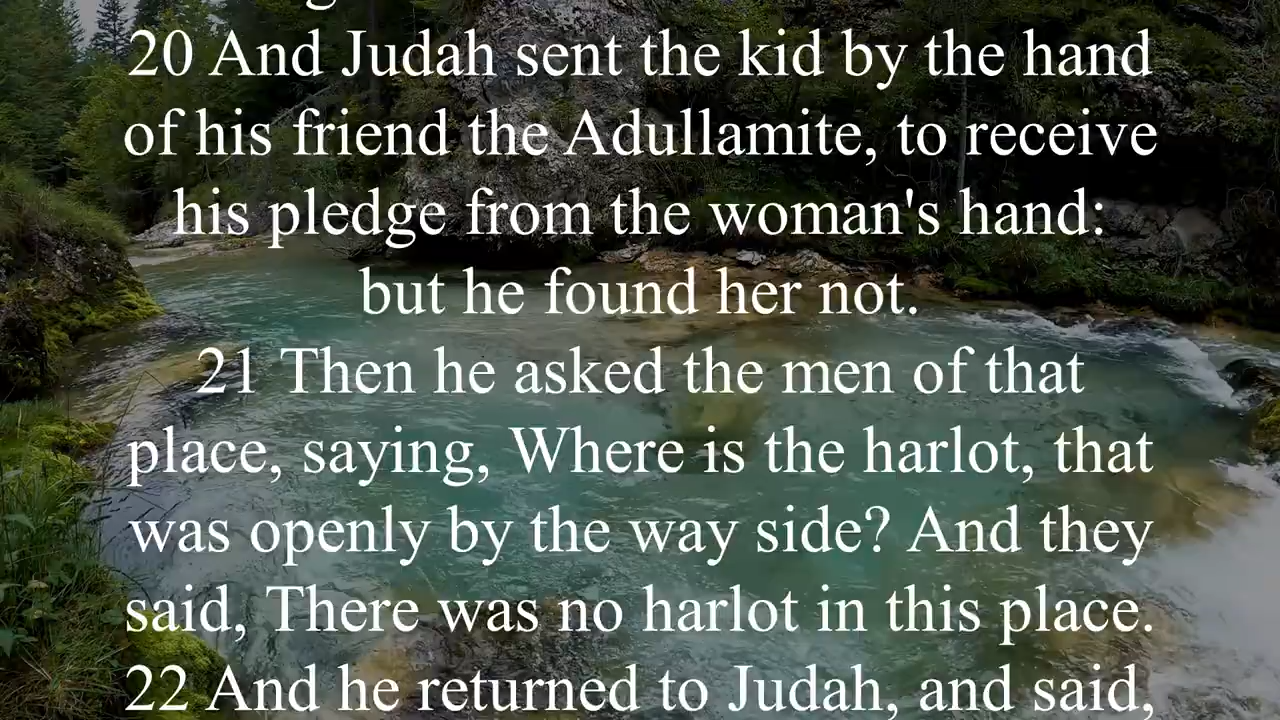 20 And Judah sent the kid by the hand
of his friend the Adullamite, to receive
his pledge from the woman's hand:
but he found her not.
21 Then he asked the men of that
place, saying, Where is the harlot, that
was openly by the way side? And they
said, There was no harlot in this place.
22 And he returned to Judah, and said,